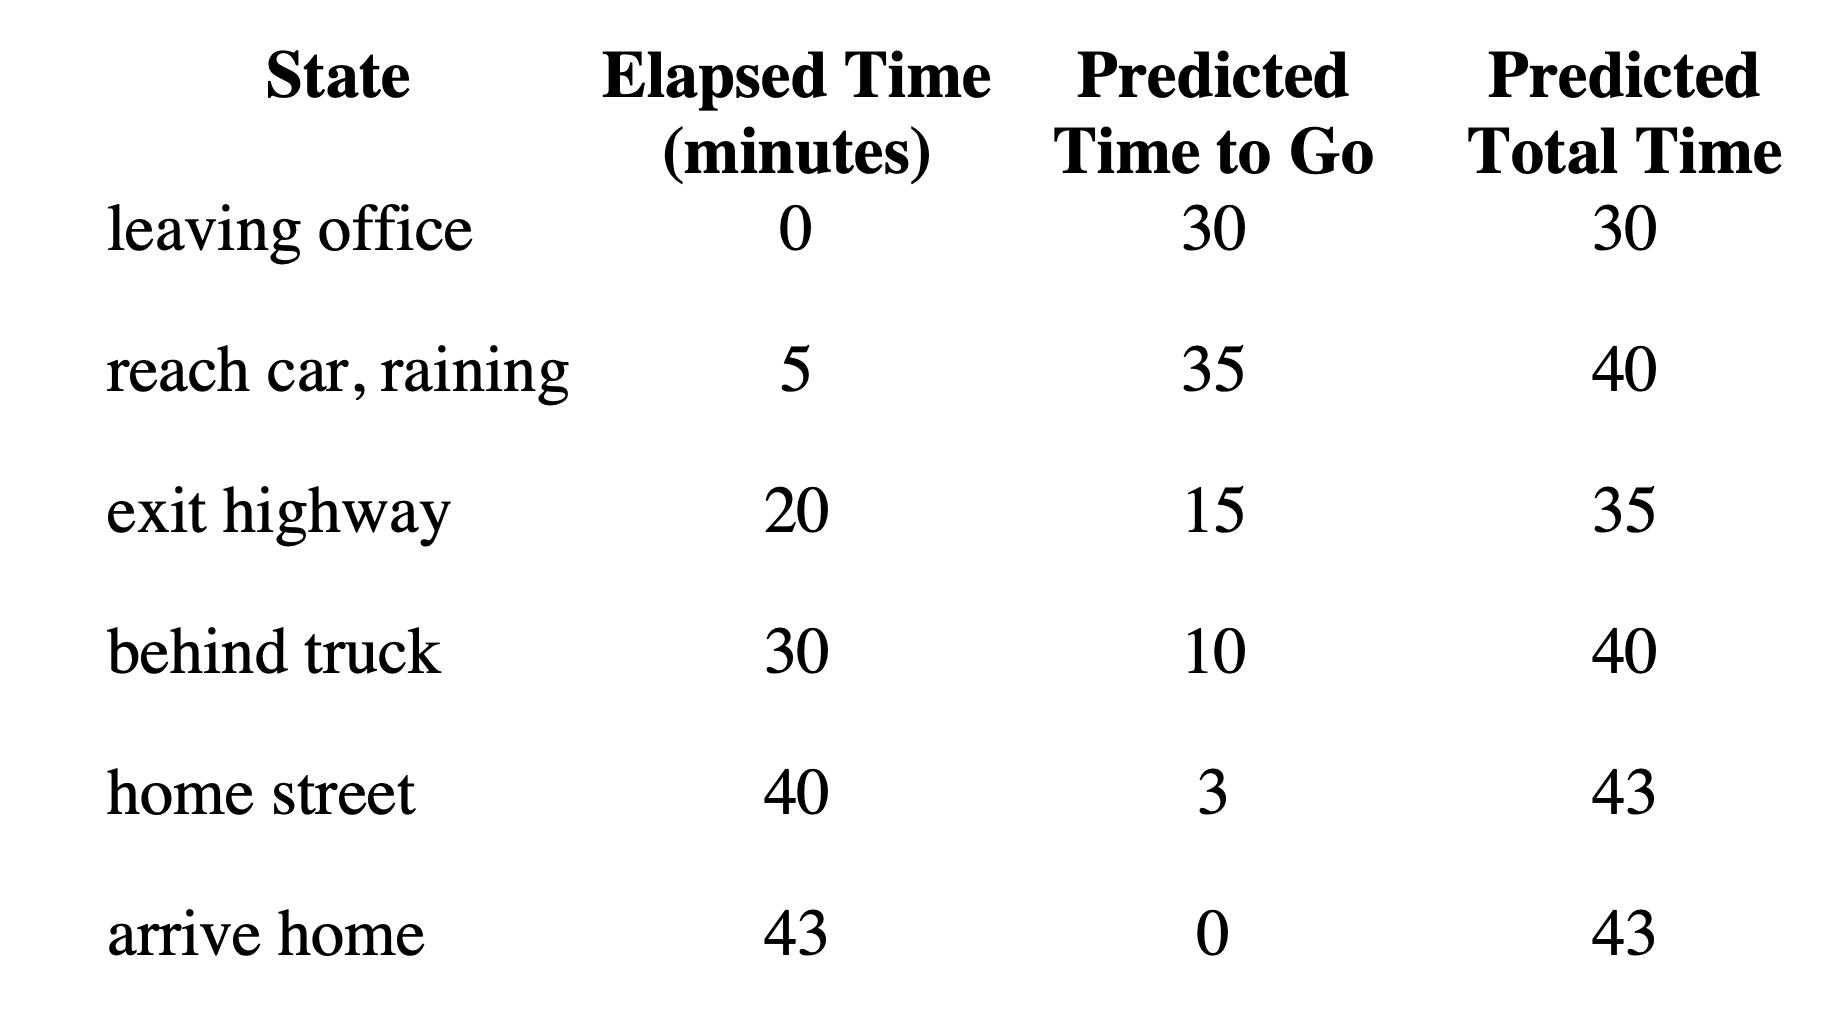 State Elapsed Time Predicted Predicted
(minutes) Time to Go Total Time
leaving office 0 30 30
reach car, raining 5 35 40
exit highway 20 15 35
behind truck 30 10 40
home street 40 3 43
arrive home 43 0 43